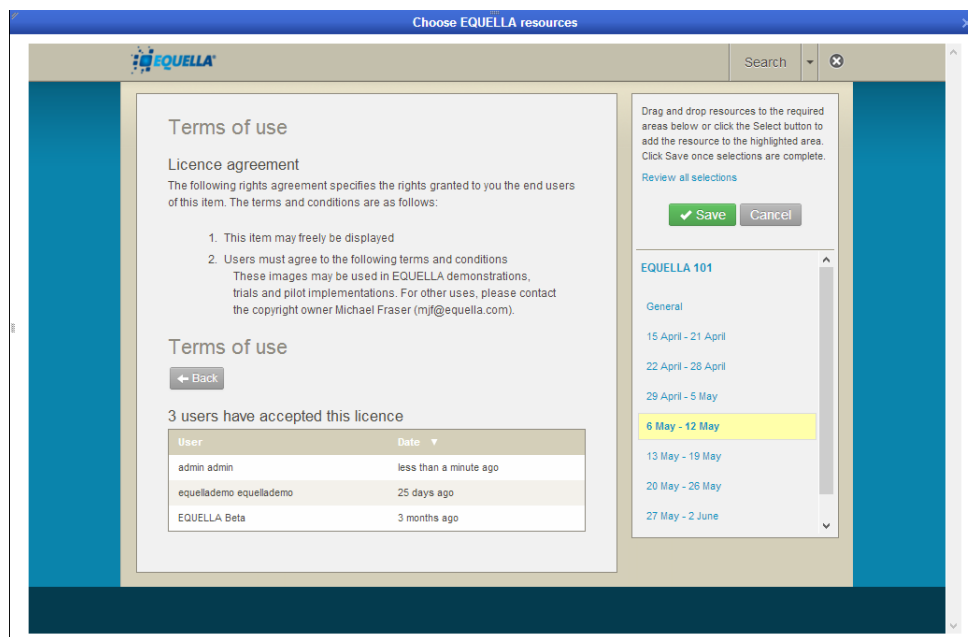 Choose EQUELLA resources
EQUELLA
Search
Terms of use
Licence agreement
The following rights agreement specifies the rights granted to you the end users
of this item. The terms and conditions are as follows:
1. This item may freely be displayed
2. Users must agree to the following terms and conditions
These images may be used in EQUELLA demonstrations,
trials and pilot implementations. For other uses, please contact
the copyright owner Michael Fraser (mjf@equella.com).
Terms of use
Back
3 users have accepted this licence
User Date
admin admin less than a minute ago
equellademo equellademo 25 days ago
EQUELLA Beta 3 months ago
Drag and drop resources to the required
areas below or click the Select button to
add the resource to the highlighted area.
Click Save once selections are complete.
Review all selections
Save Cancel
EQUELLA 101
General
15 April - 21 April
22 April - 28 April
29 April - 5 May
6 May - 12 May
13 May - 19 May
20 May - 26 May
27 May - 2 June